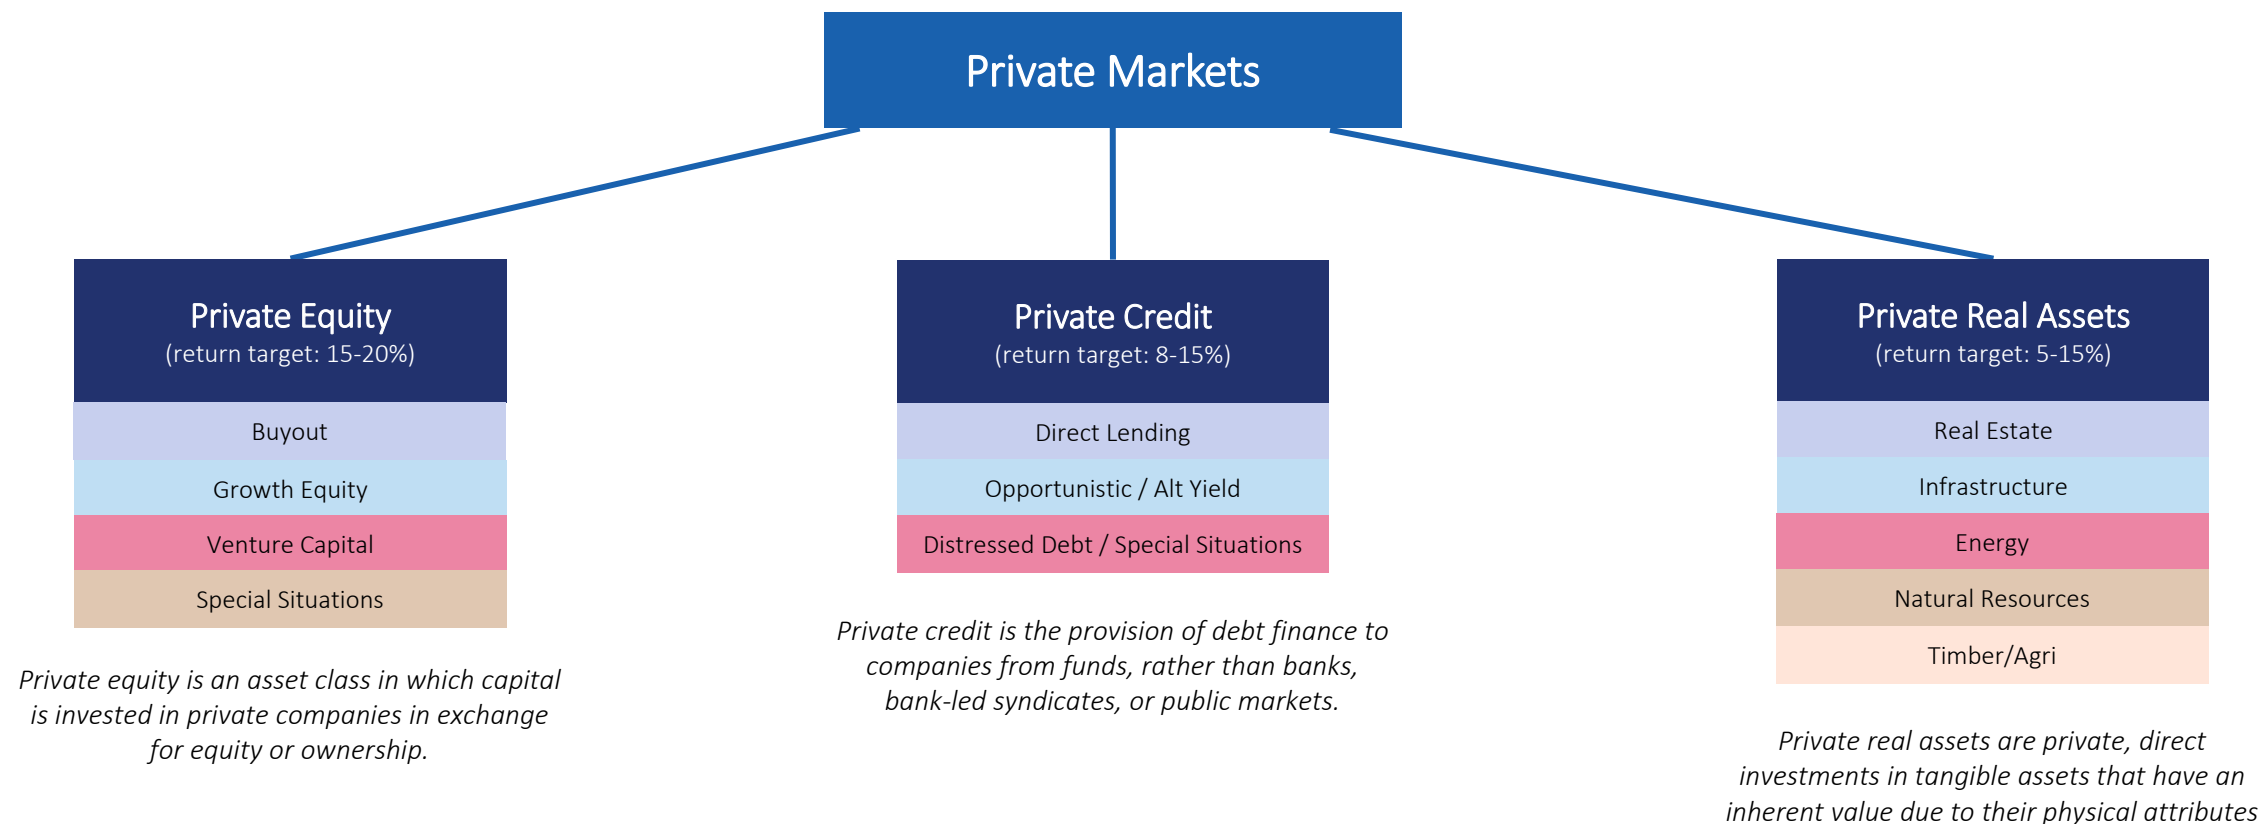 Private Markets
Private Equity
(return target: 15-20%)
Buyout
Growth Equity
Venture Capital
Special Situations
Private equity is an asset class in which capital
is invested in private companies in exchange
for equity or ownership.
Private Credit
(return target: 8-15%)
Direct Lending
Opportunistic / Alt Yield
Distressed Debt / Special Situations
Private credit is the provision of debt finance to
companies from funds, rather than banks,
bank-led syndicates, or public markets.
Private Real Assets
(return target: 5-15%)
Real Estate
Infrastructure
Energy
Natural Resources
Timber/Agri
Private real assets are private, direct
investments in tangible assets that have an
inherent value due to their physical attributes